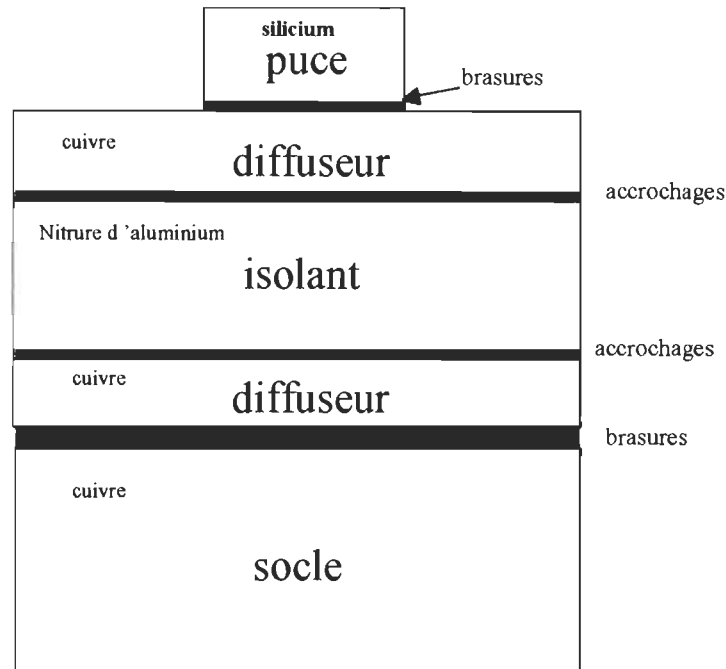 silicium
puce
brasures
cuivre
diffuseur
accrochages
Nitrure d 'aluminium
isolant
accrochages
cuivre
diffuseur
brasures
cuivre
socle